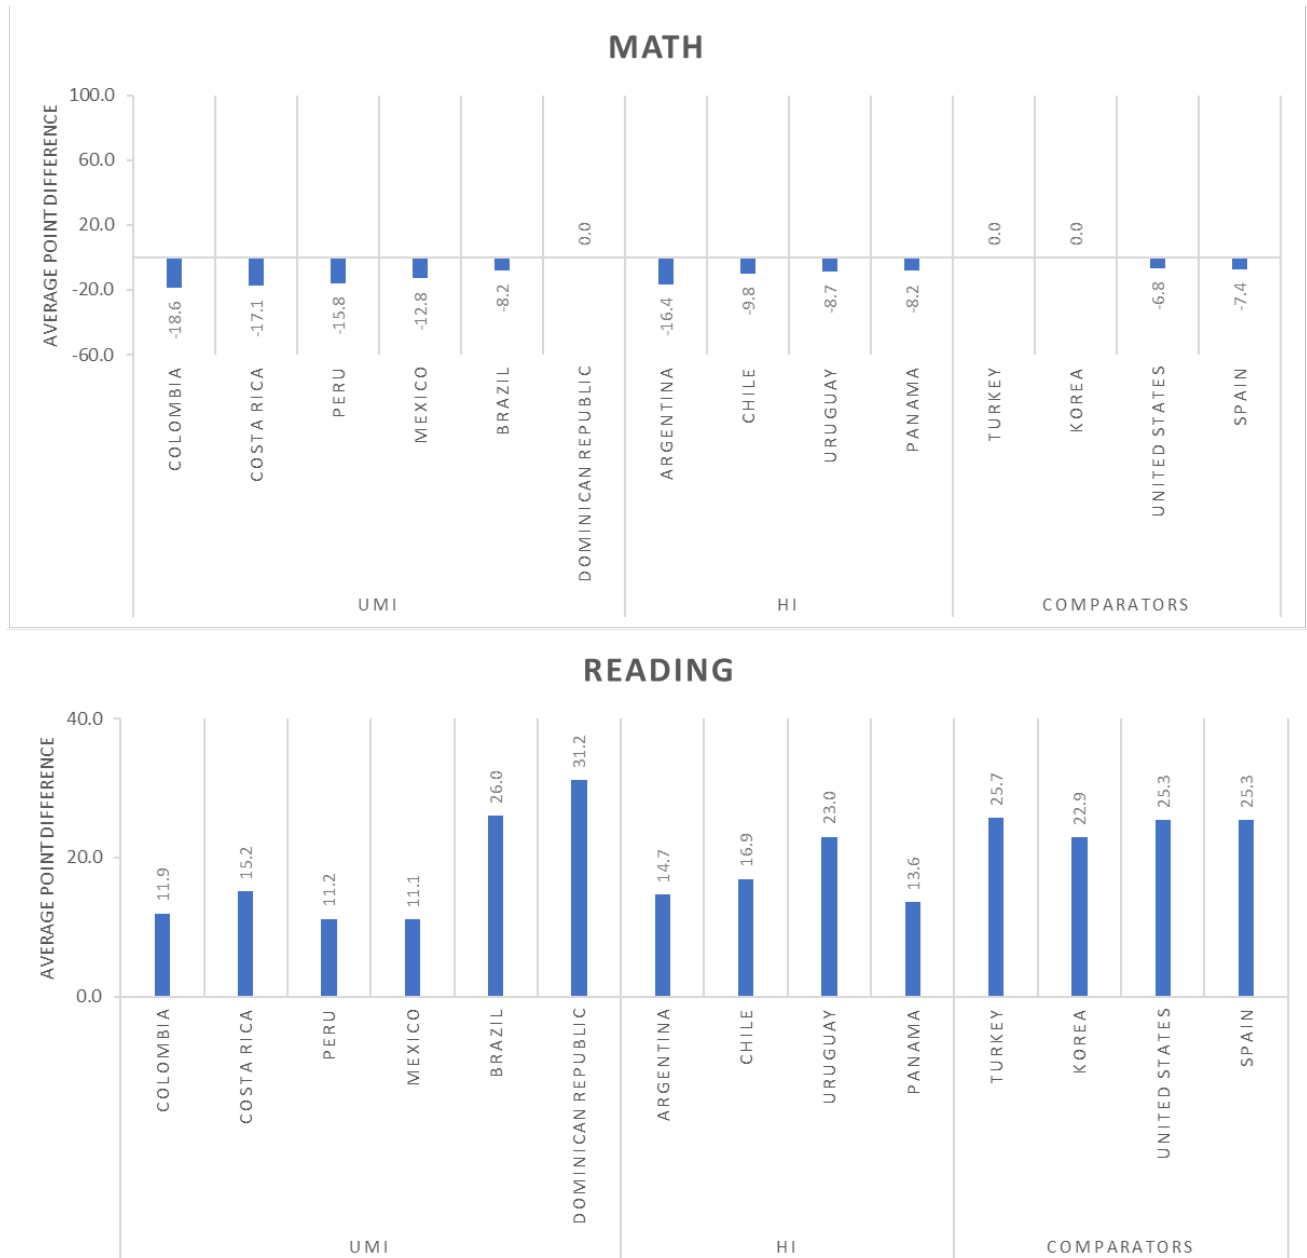 MATH
AVERAGE POINT DIFFERENCE
100.0
60.0
20.0
-20.0
-60.0
-18.6
-17.1
-15.8
-12.8
-8.2
0.0
-16.4
-9.8
-8.7
-8.2
0.0
0.0
-6.8
-7.4
COLOMBIA
COSTA RICA
PERU
MEXICO
BRAZIL
DOMINICAN REPUBLIC
ARGENTINA
CHILE
URUGUAY
PANAMA
TURKEY
KOREA
UNITED STATES
SPAIN
UMI
HI
COMPARATORS
READING
AVERAGE POINT DIFFERENCE
40.0
20.0
0.0
11.9
15.2
11.2
11.1
26.0
31.2
14.7
16.9
23.0
13.6
25.7
22.9
25.3
25.3
COLOMBIA
COSTA RICA
PERU
MEXICO
BRAZIL
DOMINICAN REPUBLIC
ARGENTINA
CHILE
URUGUAY
PANAMA
TURKEY
KOREA
UNITED STATES
SPAIN
UMI
HI
COMPARATORS